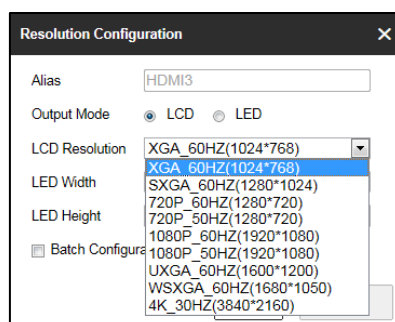 Resolution Configuration
Alias HDMI3
Output Mode LCD LED
LCD Resolution XGA_60HZ(1024*768)
XGA_60HZ(1024*768)
LED Width SXGA_60HZ(1280*1024)
720P_60HZ(1280*720)
LED Height 720P_50HZ(1280*720)
1080P_60HZ(1920*1080)
Batch Configura 1080P_50HZ(1920*1080)
UXGA_60HZ(1600*1200)
WSXGA_60HZ(1680*1050)
4K_30HZ(3840*2160)